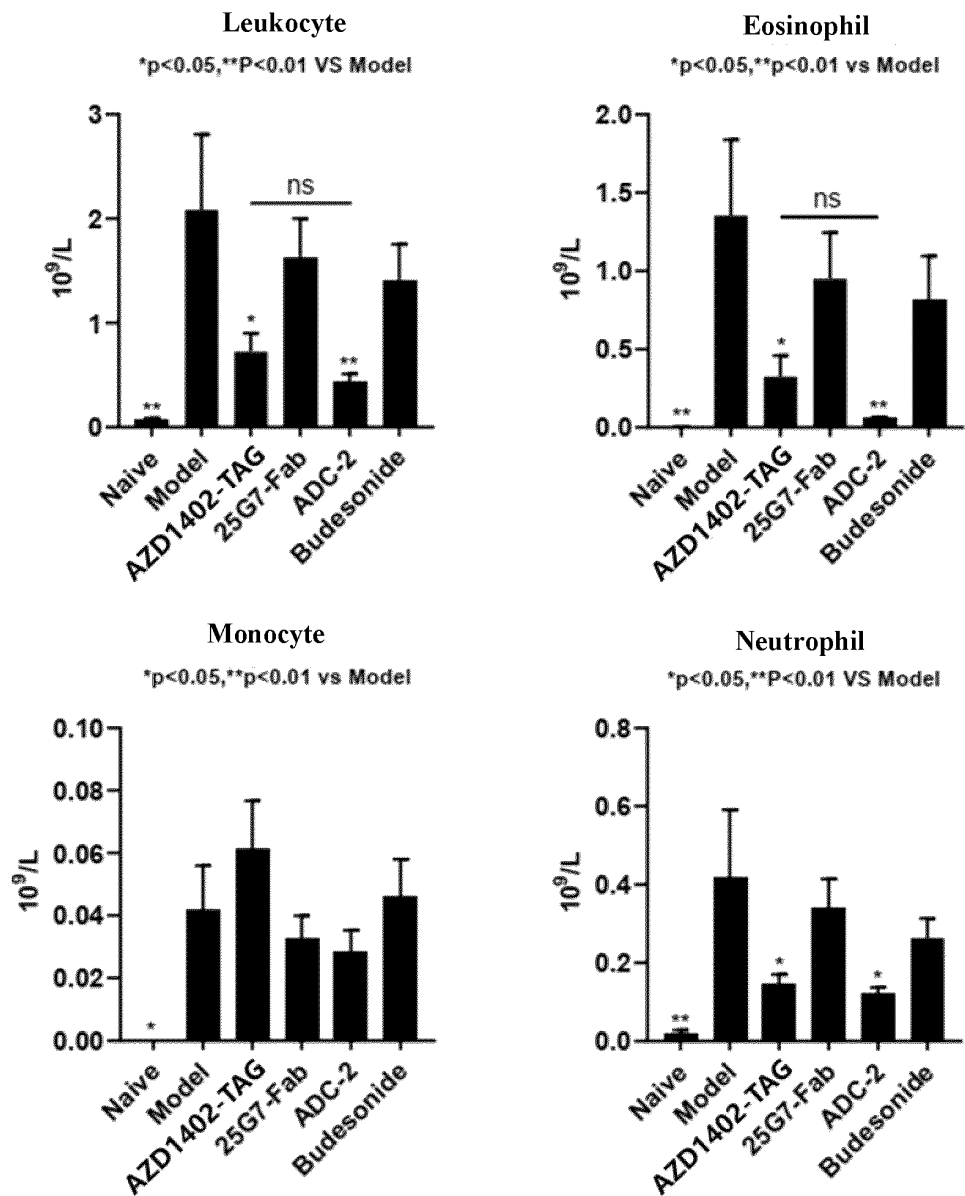 Leukocyte
*p<0.05,**P<0.01 VS Model
3
2
1
0
10⁹/L
ns
*
**
**
Naive
Model
AZD1402-TAG
25G7-Fab
ADC-2
Budesonide
Eosinophil
*p<0.05,**p<0.01 vs Model
2.0
1.5
1.0
0.5
0.0
10⁹/L
ns
*
**
**
Naive
Model
AZD1402-TAG
25G7-Fab
ADC-2
Budesonide
Monocyte
*p<0.05,**p<0.01 vs Model
0.10
0.08
0.06
0.04
0.02
0.00
10⁹/L
*
Naive
Model
AZD1402-TAG
25G7-Fab
ADC-2
Budesonide
Neutrophil
*p<0.05,**P<0.01 VS Model
0.8
0.6
0.4
0.2
0.0
10⁹/L
**
*
*
Naive
Model
AZD1402-TAG
25G7-Fab
ADC-2
Budesonide